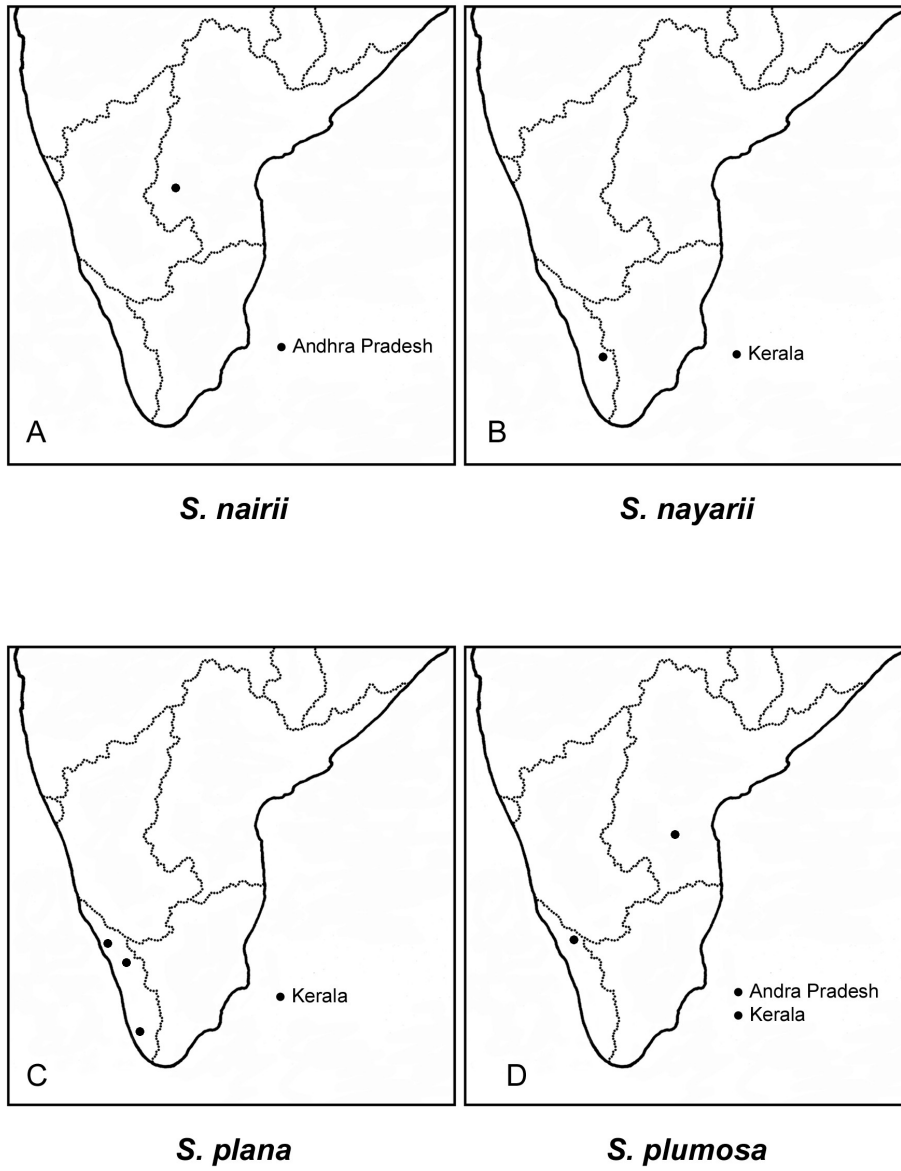 Andhra Pradesh
A
Kerala
B
S. nairii
S. nayarii
Kerala
C
Andra Pradesh
Kerala
D
S. plana
S. plumosa